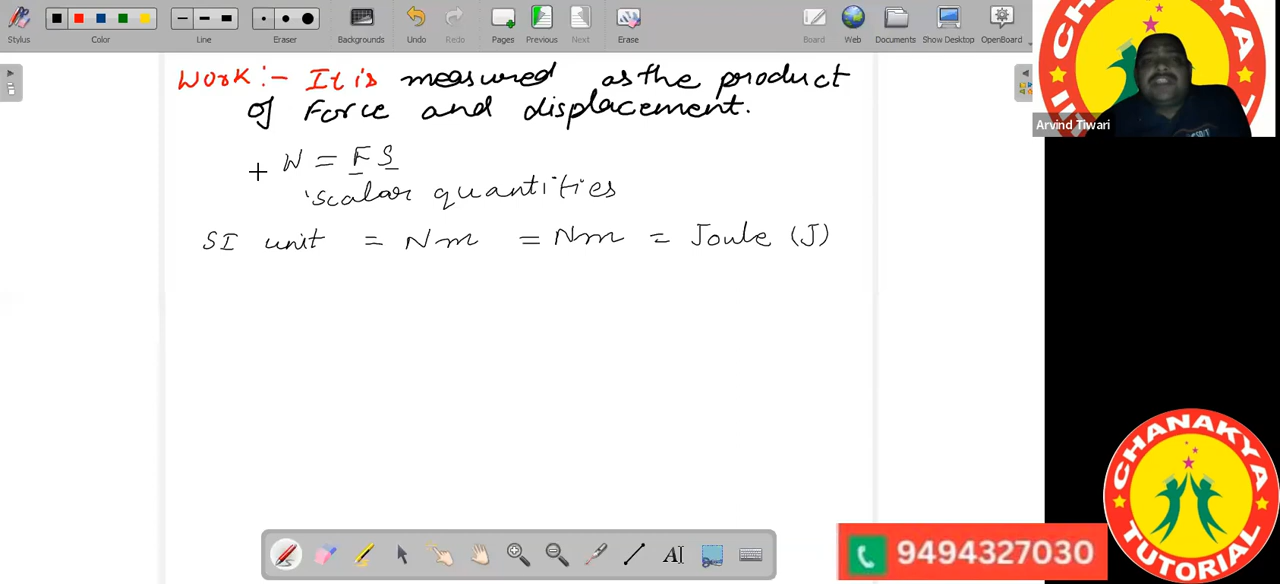 Stylus
Color
Line
Eraser
Backgrounds
Undo
Redo
Pages
Previous
Next
Erase
Board
Web
Documents
Show Desktop
OpenBoard
Work :- It is measured as the product
of Force and displacement.
+ W = F S
scalar quantities
SI unit = Nm = Nm = Joule (J)
Arvind Tiwari
CHANAKYA
TUTORIAL
9494327030